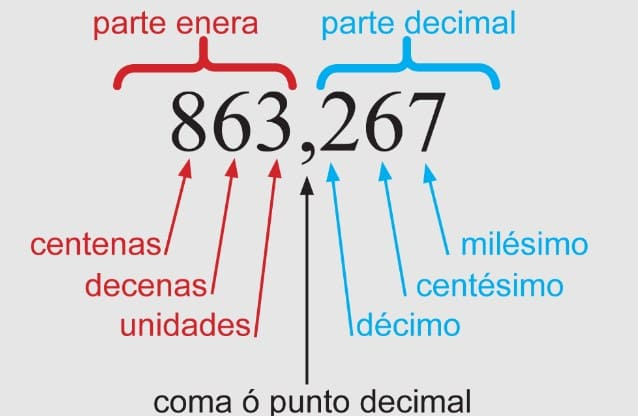 parte enera parte decimal
863,267
centenas milésimo
decenas centésimo
unidades décimo
coma ó punto decimal